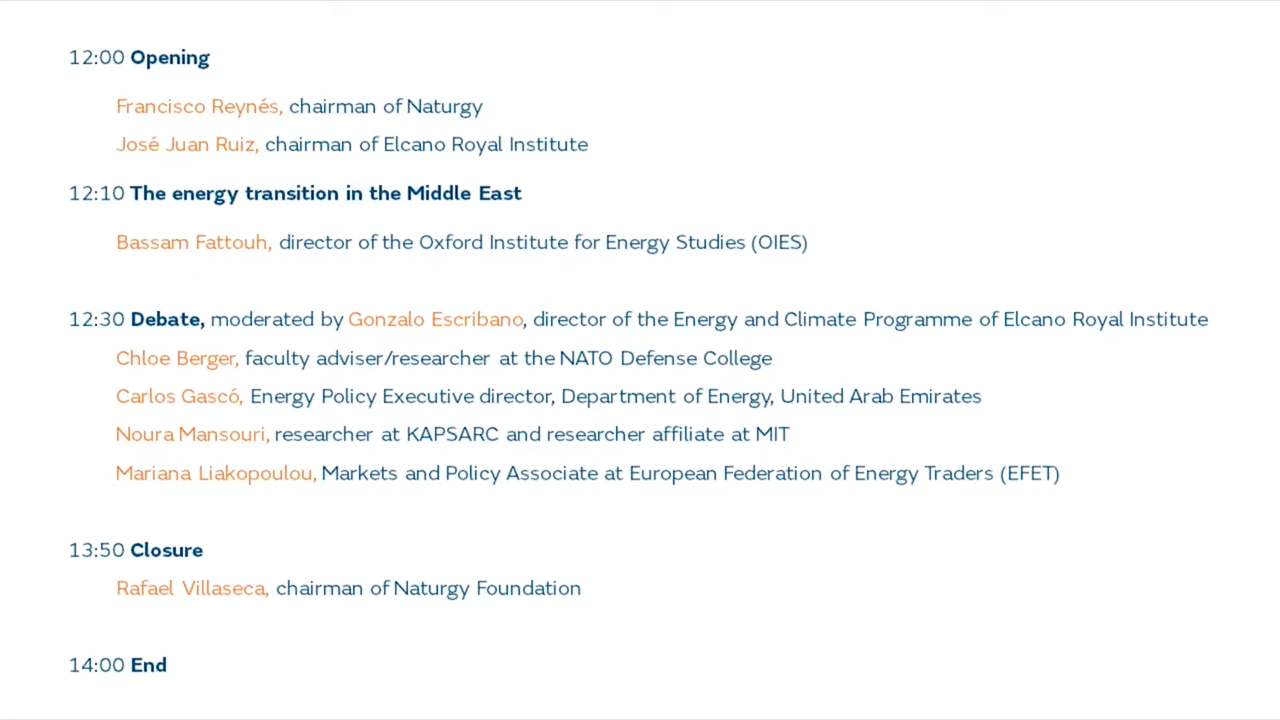 12:00 Opening
Francisco Reynés, chairman of Naturgy
José Juan Ruiz, chairman of Elcano Royal Institute
12:10 The energy transition in the Middle East
Bassam Fattouh, director of the Oxford Institute for Energy Studies (OIES)
12:30 Debate, moderated by Gonzalo Escribano, director of the Energy and Climate Programme of Elcano Royal Institute
Chloe Berger, faculty adviser/researcher at the NATO Defense College
Carlos Gascó, Energy Policy Executive director, Department of Energy, United Arab Emirates
Noura Mansouri, researcher at KAPSARC and researcher affiliate at MIT
Mariana Liakopoulou, Markets and Policy Associate at European Federation of Energy Traders (EFET)
13:50 Closure
Rafael Villaseca, chairman of Naturgy Foundation
14:00 End